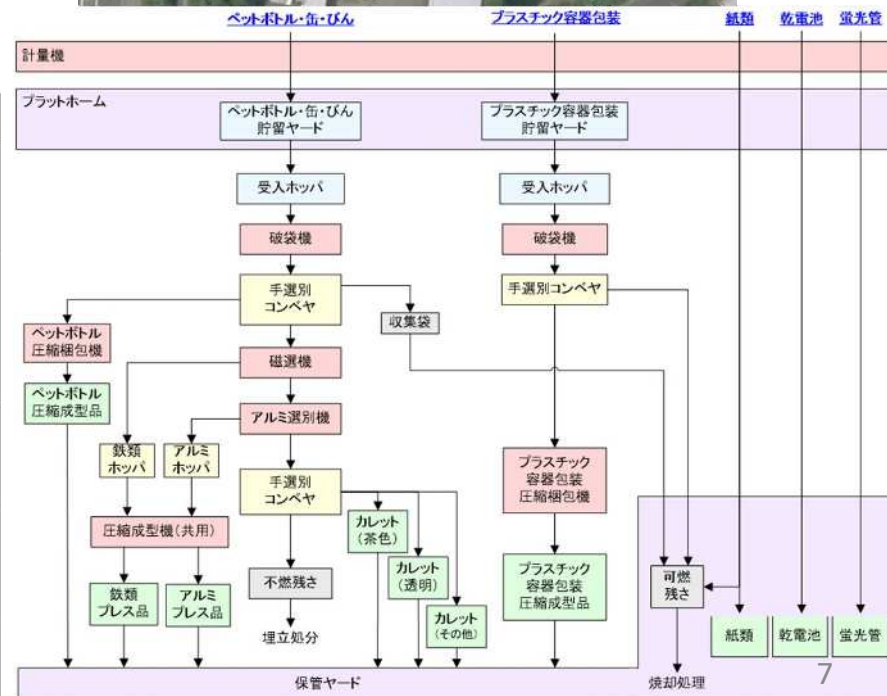 ペットボトル・缶・びん
プラスチック容器包装
紙類
乾電池
蛍光管
計量機
プラットホーム
ペットボトル・缶・びん
貯留ヤード
プラスチック容器包装
貯留ヤード
受入ホッパ
受入ホッパ
破袋機
破袋機
手選別
コンベヤ
手選別コンベヤ
収集袋
ペットボトル
圧縮梱包機
磁選機
ペットボトル
圧縮成型品
アルミ選別機
鉄類
ホッパ
アルミ
ホッパ
手選別
コンベヤ
プラスチック
容器包装
圧縮梱包機
カレット
(茶色)
圧縮成型機(共用)
カレット
(透明)
不燃残さ
プラスチック
容器包装
圧縮成型品
可燃
残さ
鉄類
プレス品
アルミ
プレス品
カレット
(その他)
埋立処分
紙類
乾電池
蛍光管
保管ヤード
焼却処理
7